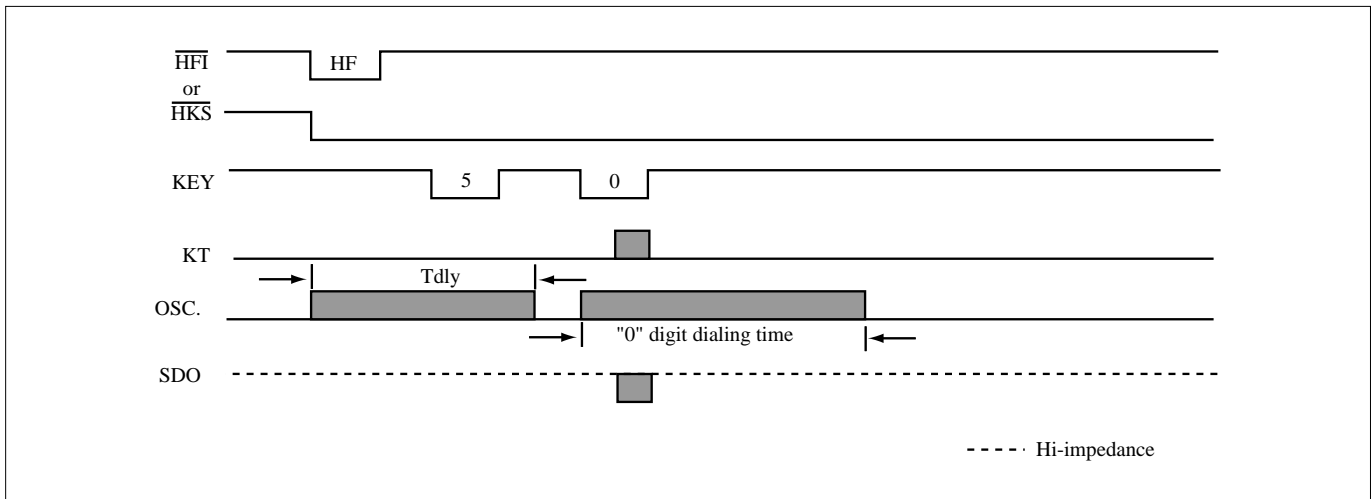 HFI HF
or
HKS
KEY 5 0
KT
Tdly
OSC.
"0" digit dialing time
SDO
Hi-impedance